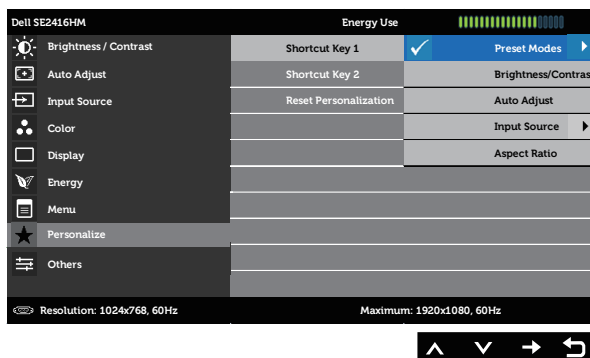 Dell SE2416HM Energy Use
Brightness / Contrast Shortcut Key 1 Preset Modes
Auto Adjust Shortcut Key 2 Brightness/Contras
Input Source Reset Personalization Auto Adjust
Color Input Source
Display Aspect Ratio
Energy
Menu
Personalize
Others
Resolution: 1024x768, 60Hz Maximum: 1920x1080, 60Hz